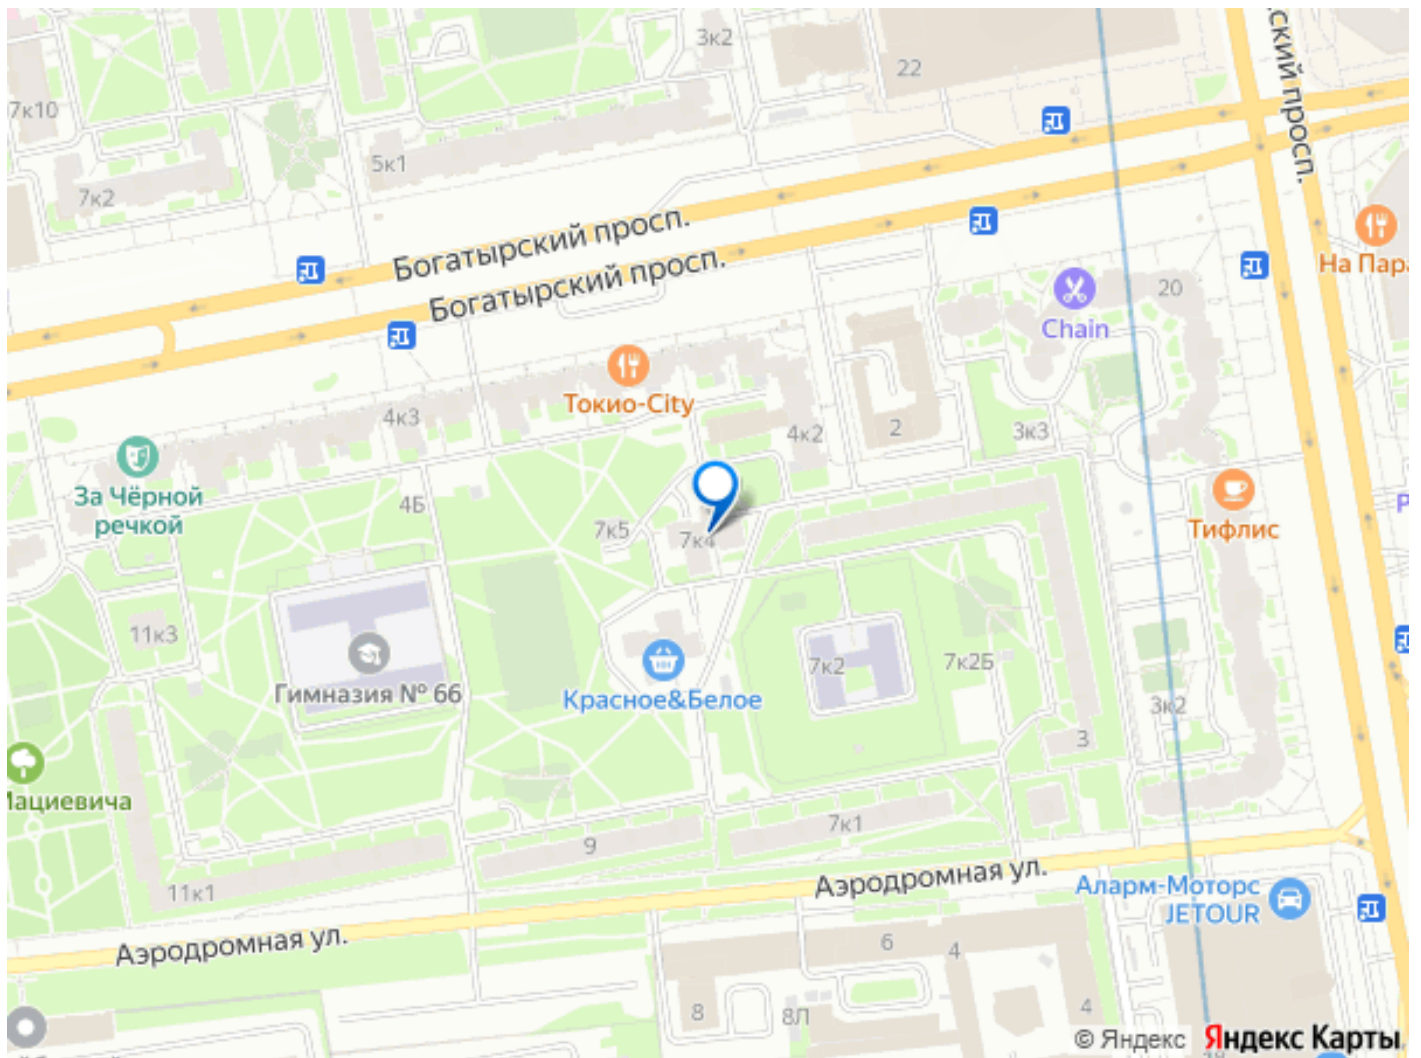 3к2
22
ский просп.
7к10
5к1
7к2
Богатырский просп.
На Пар
Богатырский просп.
20
Chain
Токио-City
4к3
4к2
2
3к3
За Чёрной
речкой
4Б
7к5
7к4
Тифлис
11к3
7к2
7к2Б
Гимназия № 66
Красное&Белое
3к2
3
Мациевича
7к1
9
11к1
Аэродромная ул.
Аларм-Моторс
JETOUR
Аэродромная ул.
6
4
8
8Л
4
© Яндекс Яндекс Карты